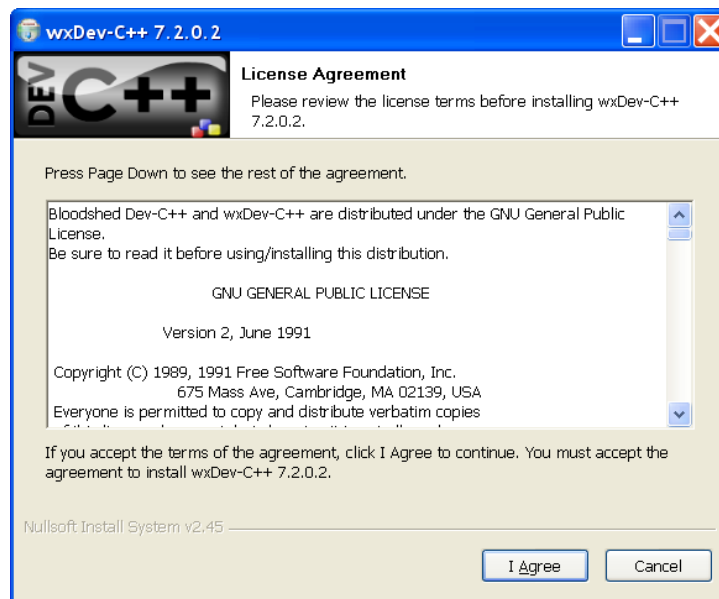 wxDev-C++ 7.2.0.2
DEV C++
License Agreement
Please review the license terms before installing wxDev-C++
7.2.0.2.
Press Page Down to see the rest of the agreement.
Bloodshed Dev-C++ and wxDev-C++ are distributed under the GNU General Public
License.
Be sure to read it before using/installing this distribution.
GNU GENERAL PUBLIC LICENSE
Version 2, June 1991
Copyright (C) 1989, 1991 Free Software Foundation, Inc.
675 Mass Ave, Cambridge, MA 02139, USA
Everyone is permitted to copy and distribute verbatim copies
If you accept the terms of the agreement, click I Agree to continue. You must accept the
agreement to install wxDev-C++ 7.2.0.2.
Nullsoft Install System v2.45
I Agree
Cancel